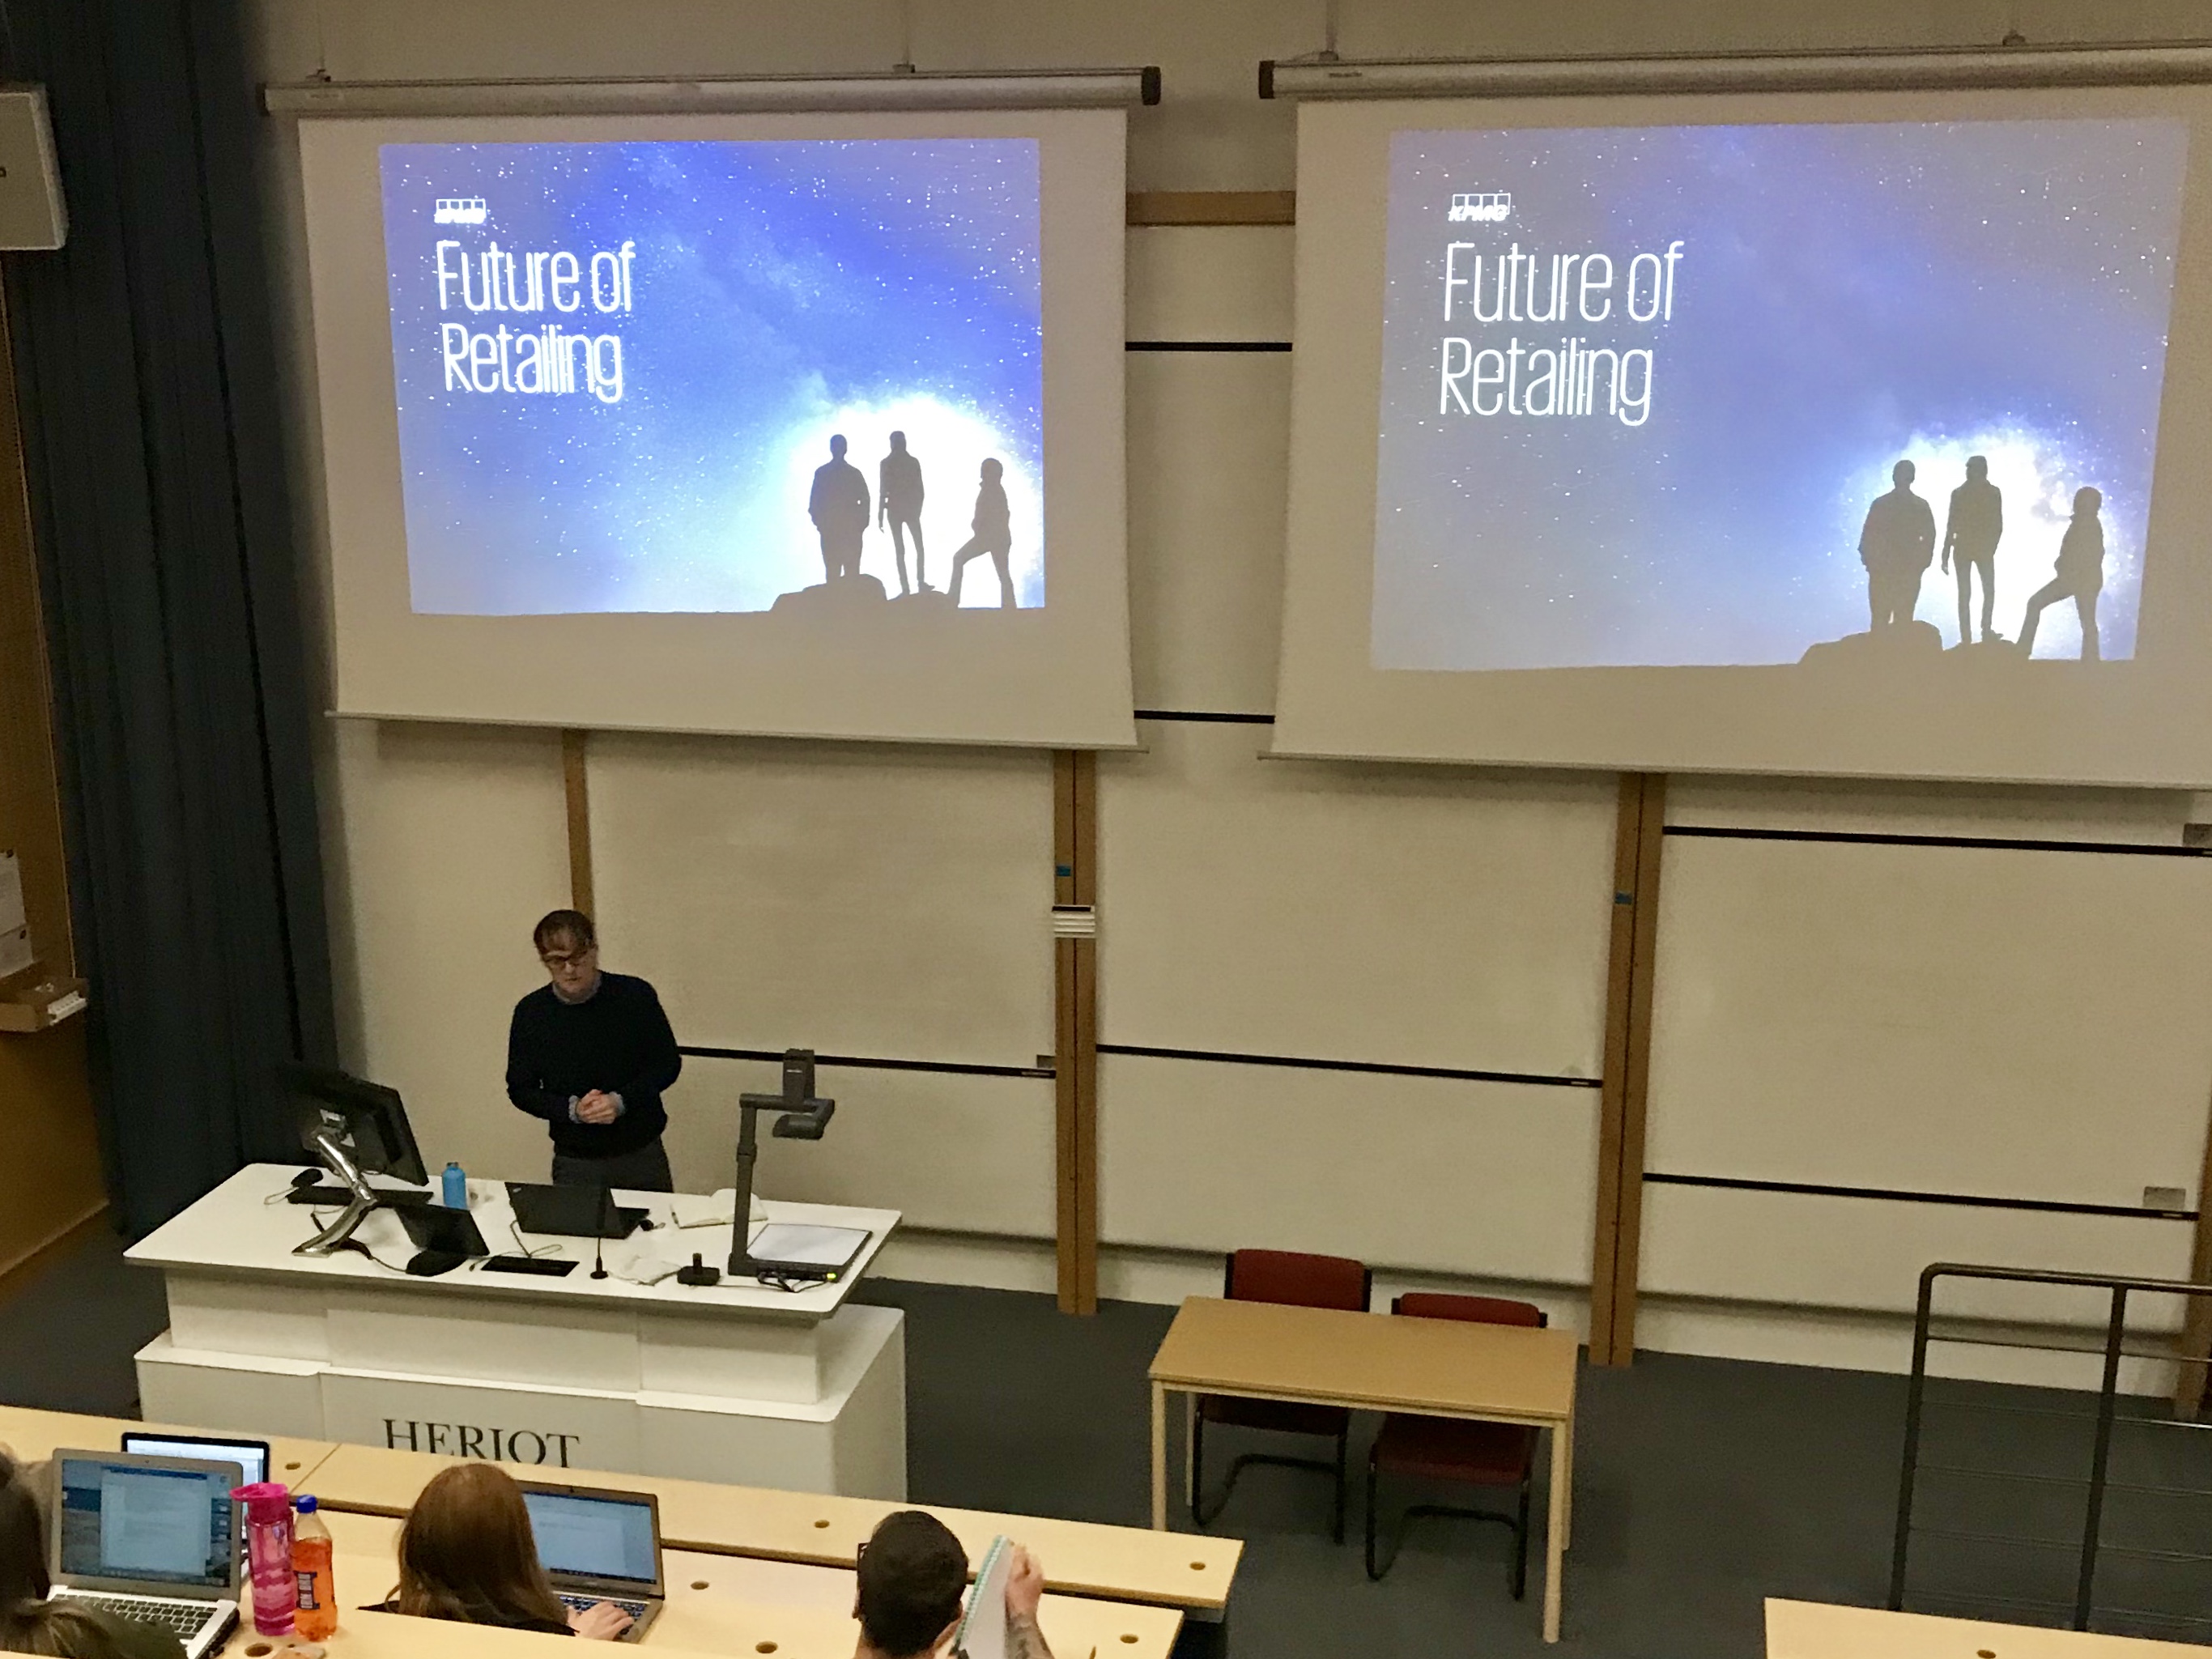 KPMG
Future of
Retailing
KPMG
Future of
Retailing
HERIOT